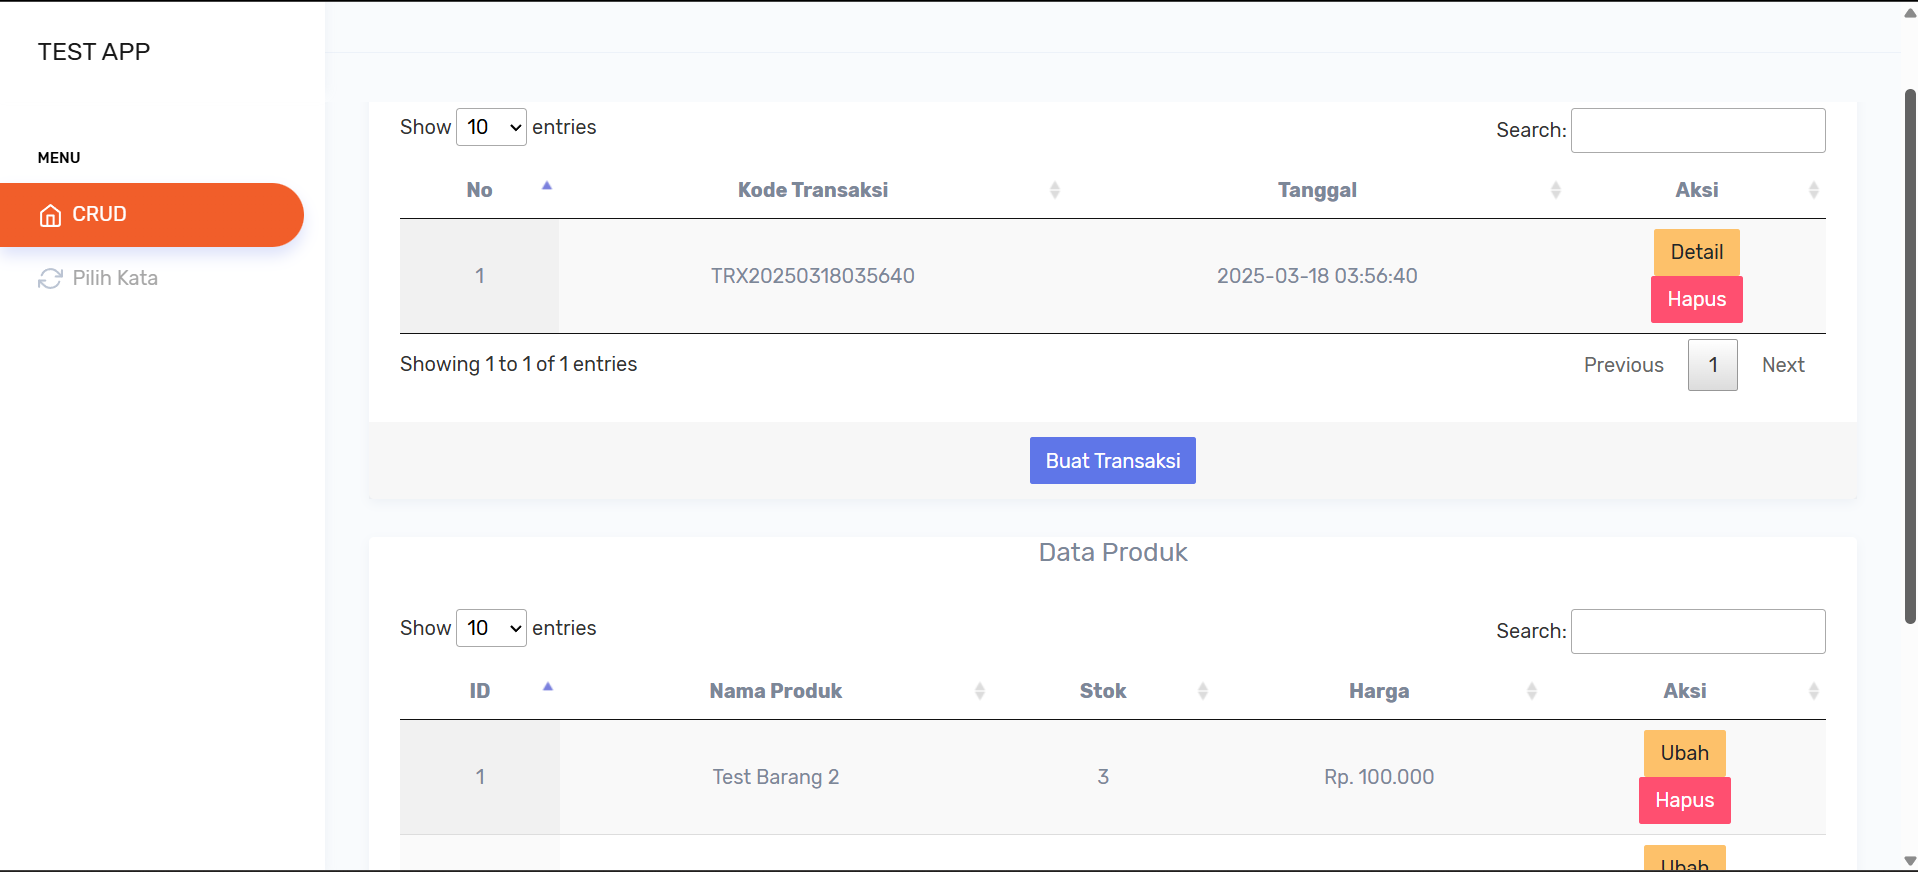 TEST APP
MENU
CRUD
Pilih Kata
Show 10 entries
Search:
No Kode Transaksi Tanggal Aksi
1 TRX20250318035640 2025-03-18 03:56:40 Detail
Hapus
Showing 1 to 1 of 1 entries
Previous 1 Next
Buat Transaksi
Data Produk
Show 10 entries
Search:
ID Nama Produk Stok Harga Aksi
1 Test Barang 2 3 Rp. 100.000 Ubah
Hapus
Ubah